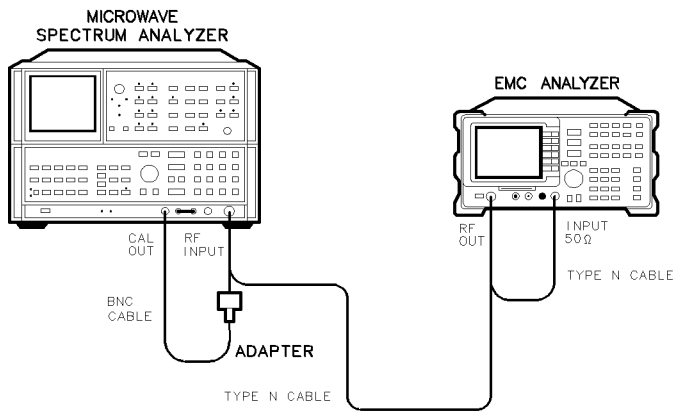 MICROWAVE
SPECTRUM ANALYZER
EMC ANALYZER
CAL
OUT
RF
INPUT
RF
OUT
INPUT
50Ω
TYPE N CABLE
BNC
CABLE
ADAPTER
TYPE N CABLE